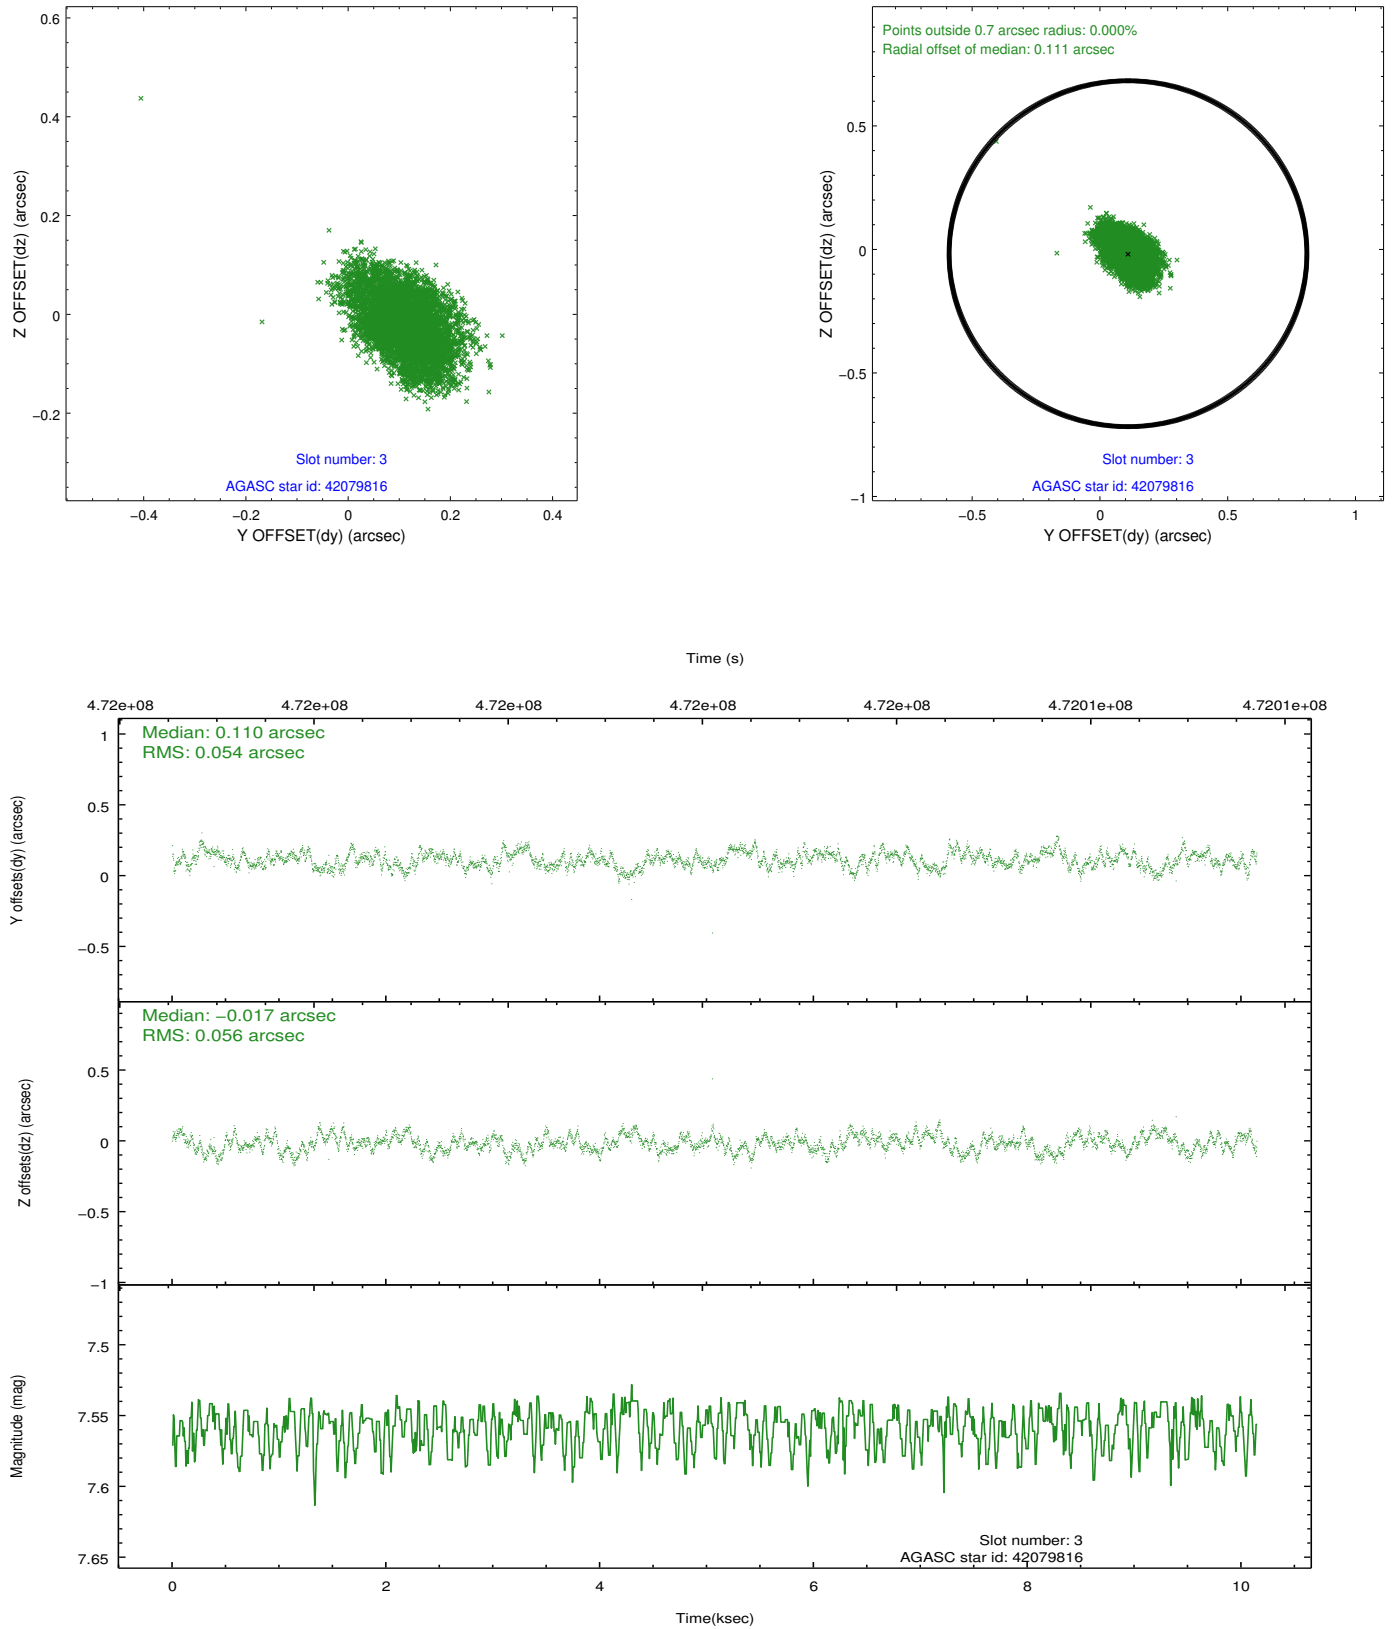 0.6
0.4
0.2
0
−0.2
Z OFFSET(dz) (arcsec)
Slot number: 3
AGASC star id: 42079816
−0.4 −0.2 0 0.2 0.4
Y OFFSET(dy) (arcsec)
Points outside 0.7 arcsec radius: 0.000%
Radial offset of median: 0.111 arcsec
0.5
0
−0.5
−1
Z OFFSET(dz) (arcsec)
Slot number: 3
AGASC star id: 42079816
−0.5 0 0.5 1
Y OFFSET(dy) (arcsec)
Time (s)
4.72e+08 4.72e+08 4.72e+08 4.72e+08 4.72e+08 4.7201e+08 4.7201e+08
Median: 0.110 arcsec
RMS: 0.054 arcsec
1
0.5
0
−0.5
Y offsets(dy) (arcsec)
Median: −0.017 arcsec
RMS: 0.056 arcsec
0.5
0
−0.5
−1
Z offsets(dz) (arcsec)
7.5
7.55
7.6
7.65
Magnitude (mag)
Slot number: 3
AGASC star id: 42079816
0 2 4 6 8 10
Time(ksec)